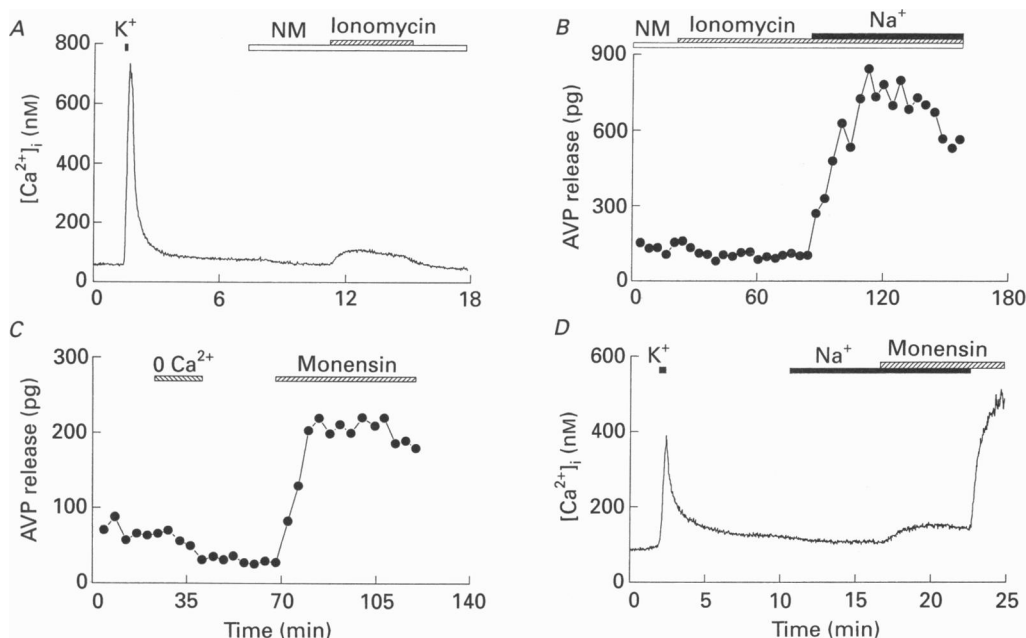 A
K⁺
NM
Ionomycin
800
600
400
200
0
[Ca²⁺]ᵢ (nM)
0
6
12
18
B
NM
Ionomycin
Na⁺
900
600
300
0
AVP release (pg)
0
60
120
180
C
0 Ca²⁺
Monensin
300
200
100
0
AVP release (pg)
0
35
70
105
140
Time (min)
D
K⁺
Na⁺
Monensin
600
400
200
0
[Ca²⁺]ᵢ (nM)
0
5
10
15
20
25
Time (min)